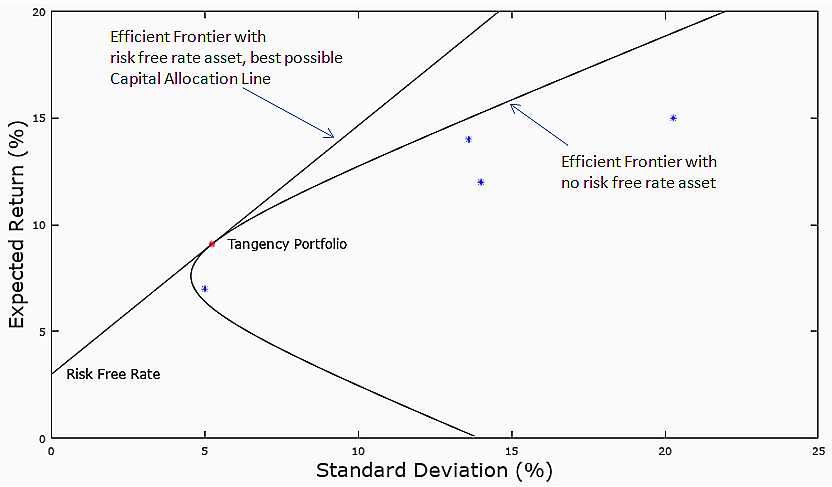 20
Efficient Frontier with
risk free rate asset, best possible
Capital Allocation Line
15
Efficient Frontier with
no risk free rate asset
10
Tangency Portfolio
5
Risk Free Rate
0
0 5 10 15 20 25
Expected Return (%)
Standard Deviation (%)